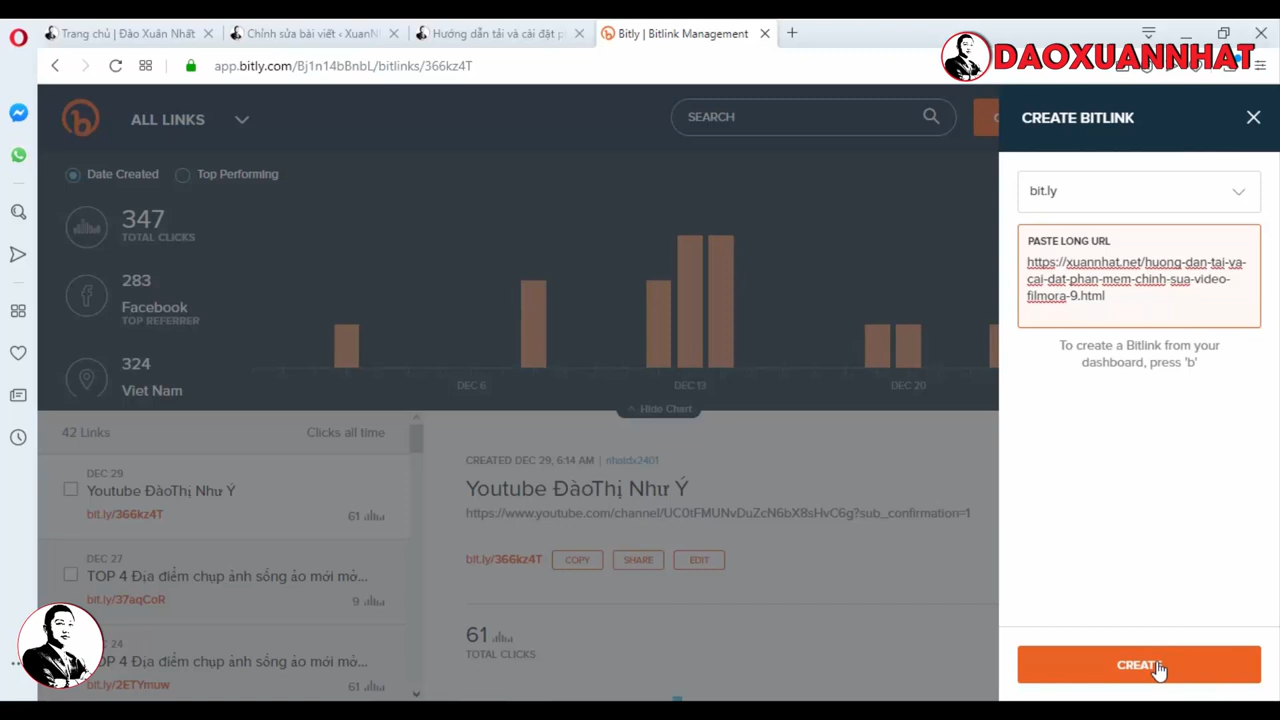 Trang chủ | Đào Xuân Nhất
Chỉnh sửa bài viết ‹ XuanN
Hướng dẫn tải và cài đặt p
Bitly | Bitlink Management
app.bitly.com/Bj1n14bBnbL/bitlinks/366kz4T
DAOXUANNHAT
ALL LINKS
SEARCH
CREATE BITLINK
Date Created
Top Performing
347
TOTAL CLICKS
283
Facebook
TOP REFERRER
324
Viet Nam
DEC 6
DEC 13
DEC 20
Hide Chart
bit.ly
PASTE LONG URL
https://xuannhat.net/huong-dan-tai-va-
cai-dat-phan-mem-chinh-sua-video-
filmora-9.html
To create a Bitlink from your
dashboard, press 'b'
42 Links
Clicks all time
DEC 29
Youtube ĐàoThị Như Ý
bit.ly/366kz4T
61
DEC 27
TOP 4 Địa điểm chụp ảnh sống ảo mới mở...
bit.ly/37aqCoR
9
24
OP 4 Địa điểm chụp ảnh sống ảo mới mở...
bit.ly/2ETYmuw
61
CREATED DEC 29, 6:14 AM | nhatdx2401
Youtube ĐàoThị Như Ý
https://www.youtube.com/channel/UC0tFMUNvDuZcN6bX8sHvC6g?sub_confirmation=1
bit.ly/366kz4T
COPY
SHARE
EDIT
61
TOTAL CLICKS
CREATE